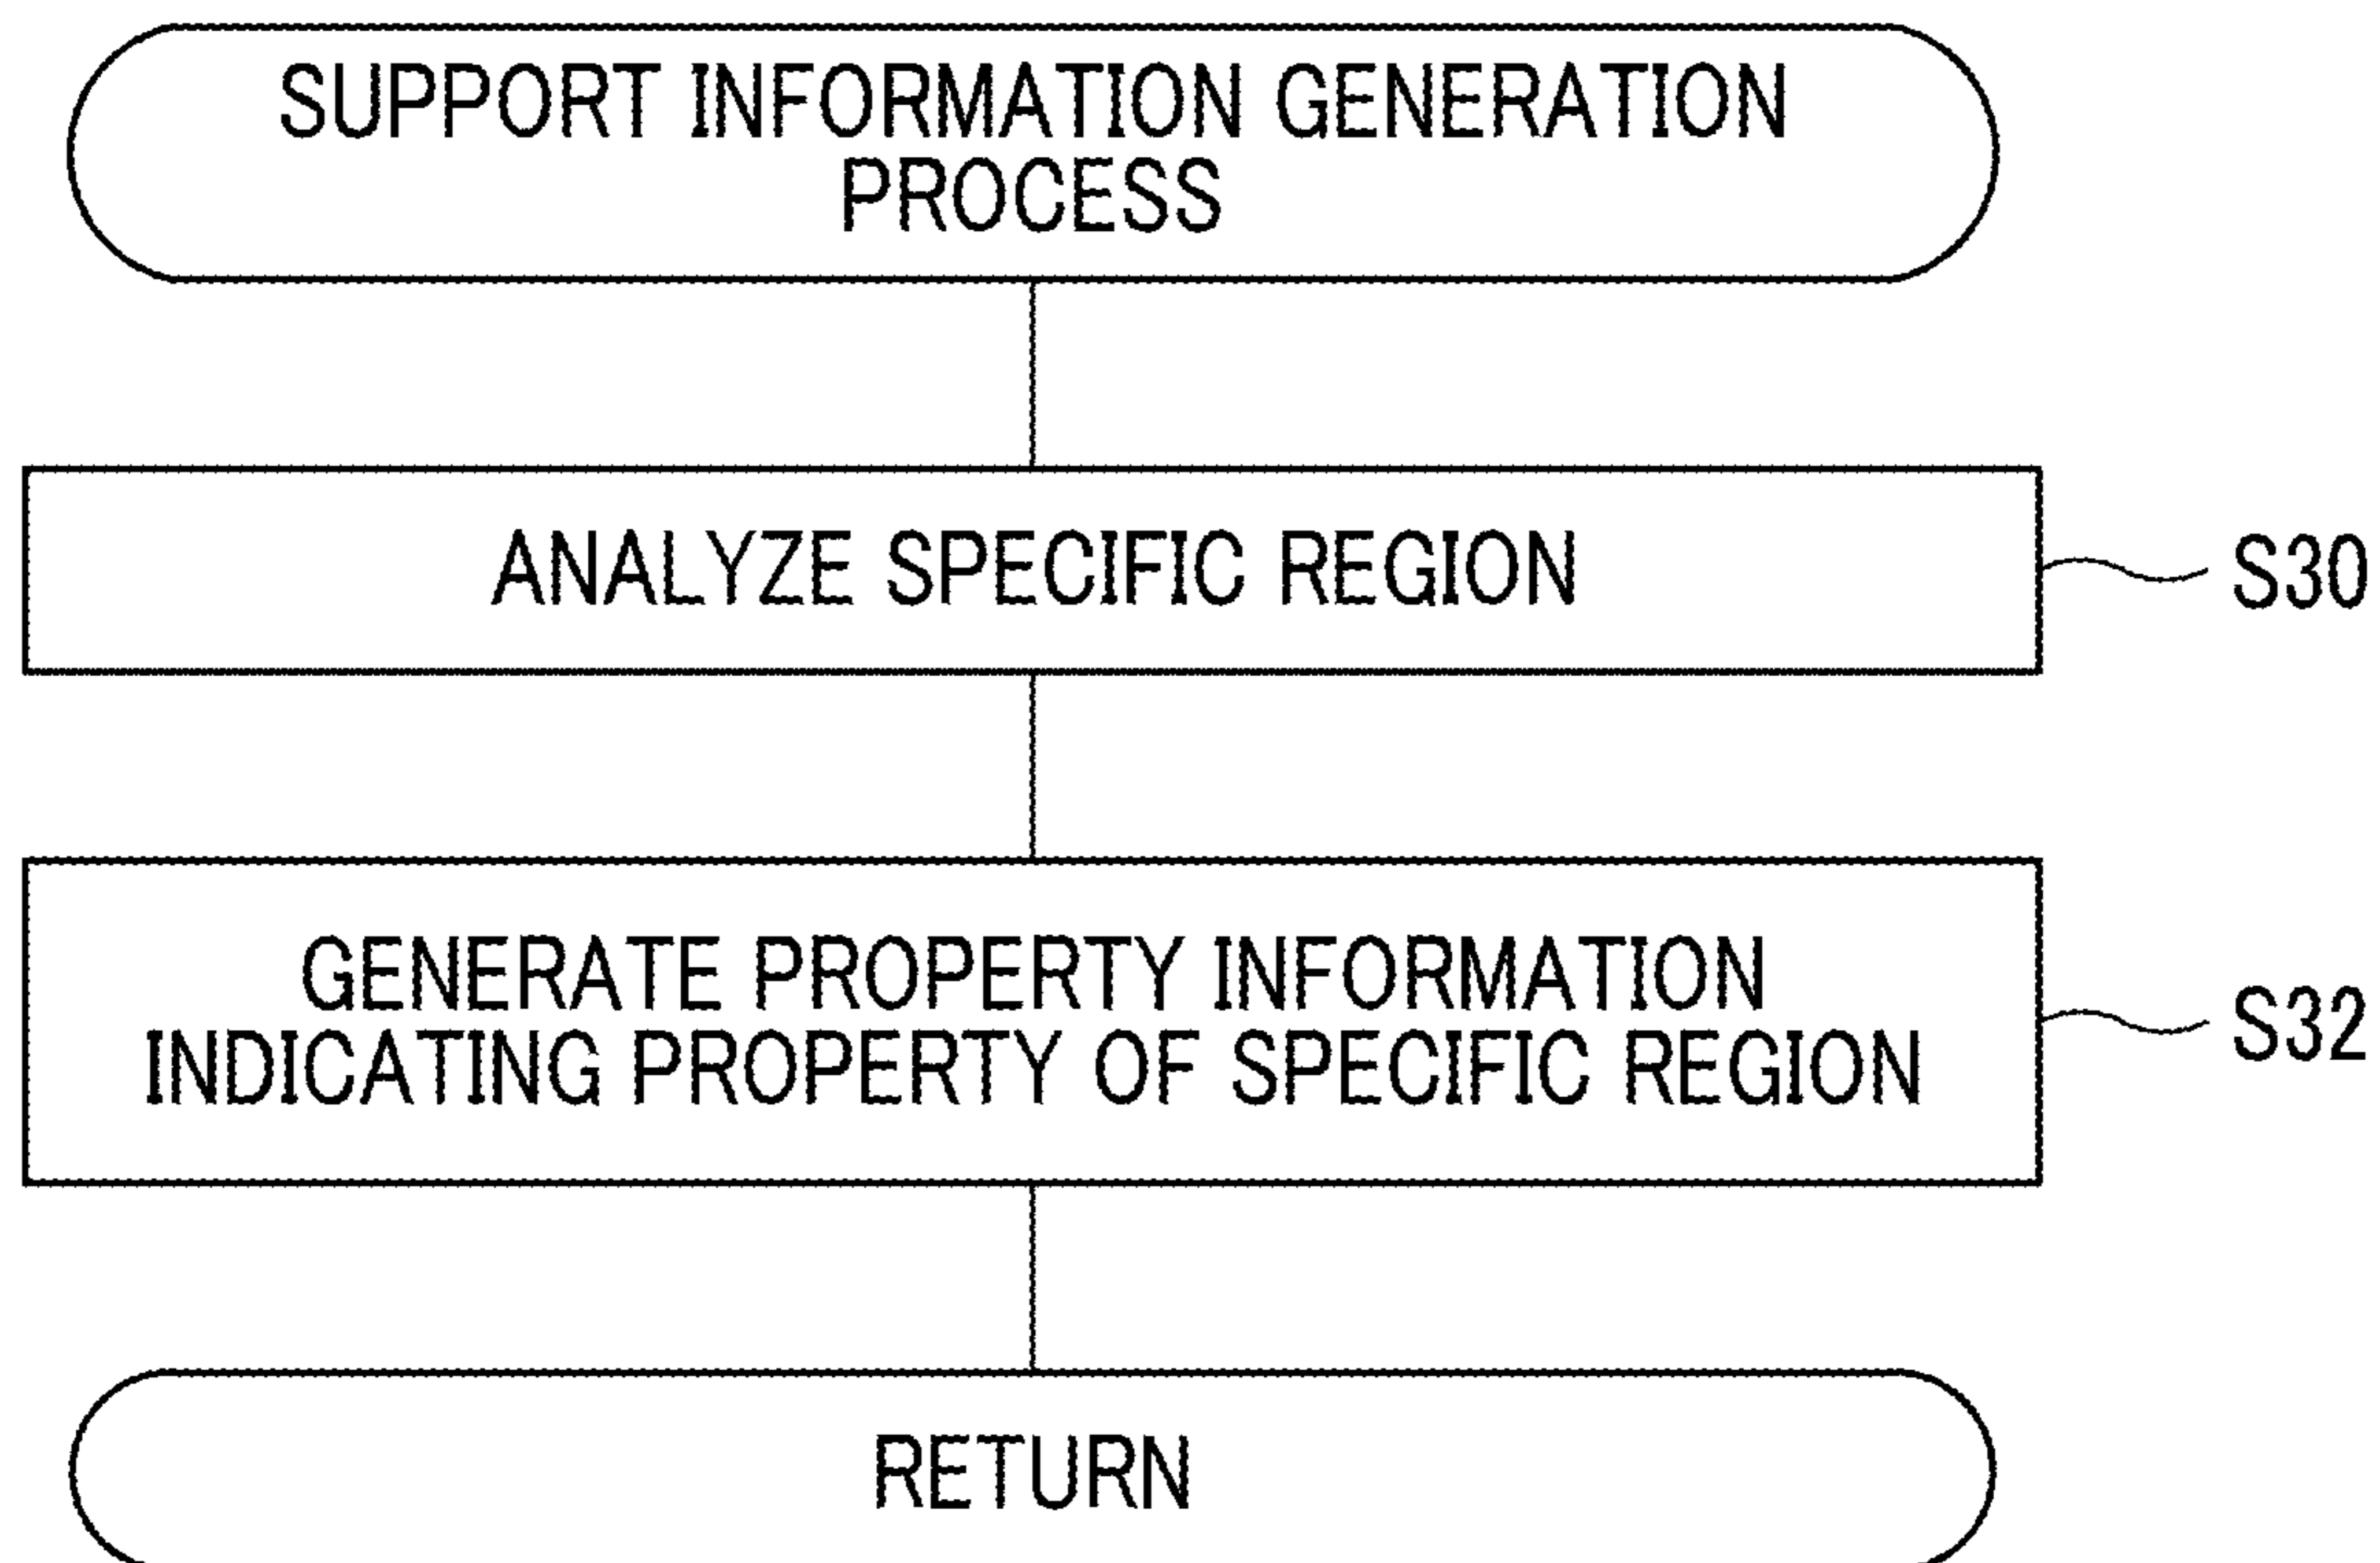 SUPPORT INFORMATION GENERATION
PROCESS
ANALYZE SPECIFIC REGION
S30
GENERATE PROPERTY INFORMATION
INDICATING PROPERTY OF SPECIFIC REGION
S32
RETURN